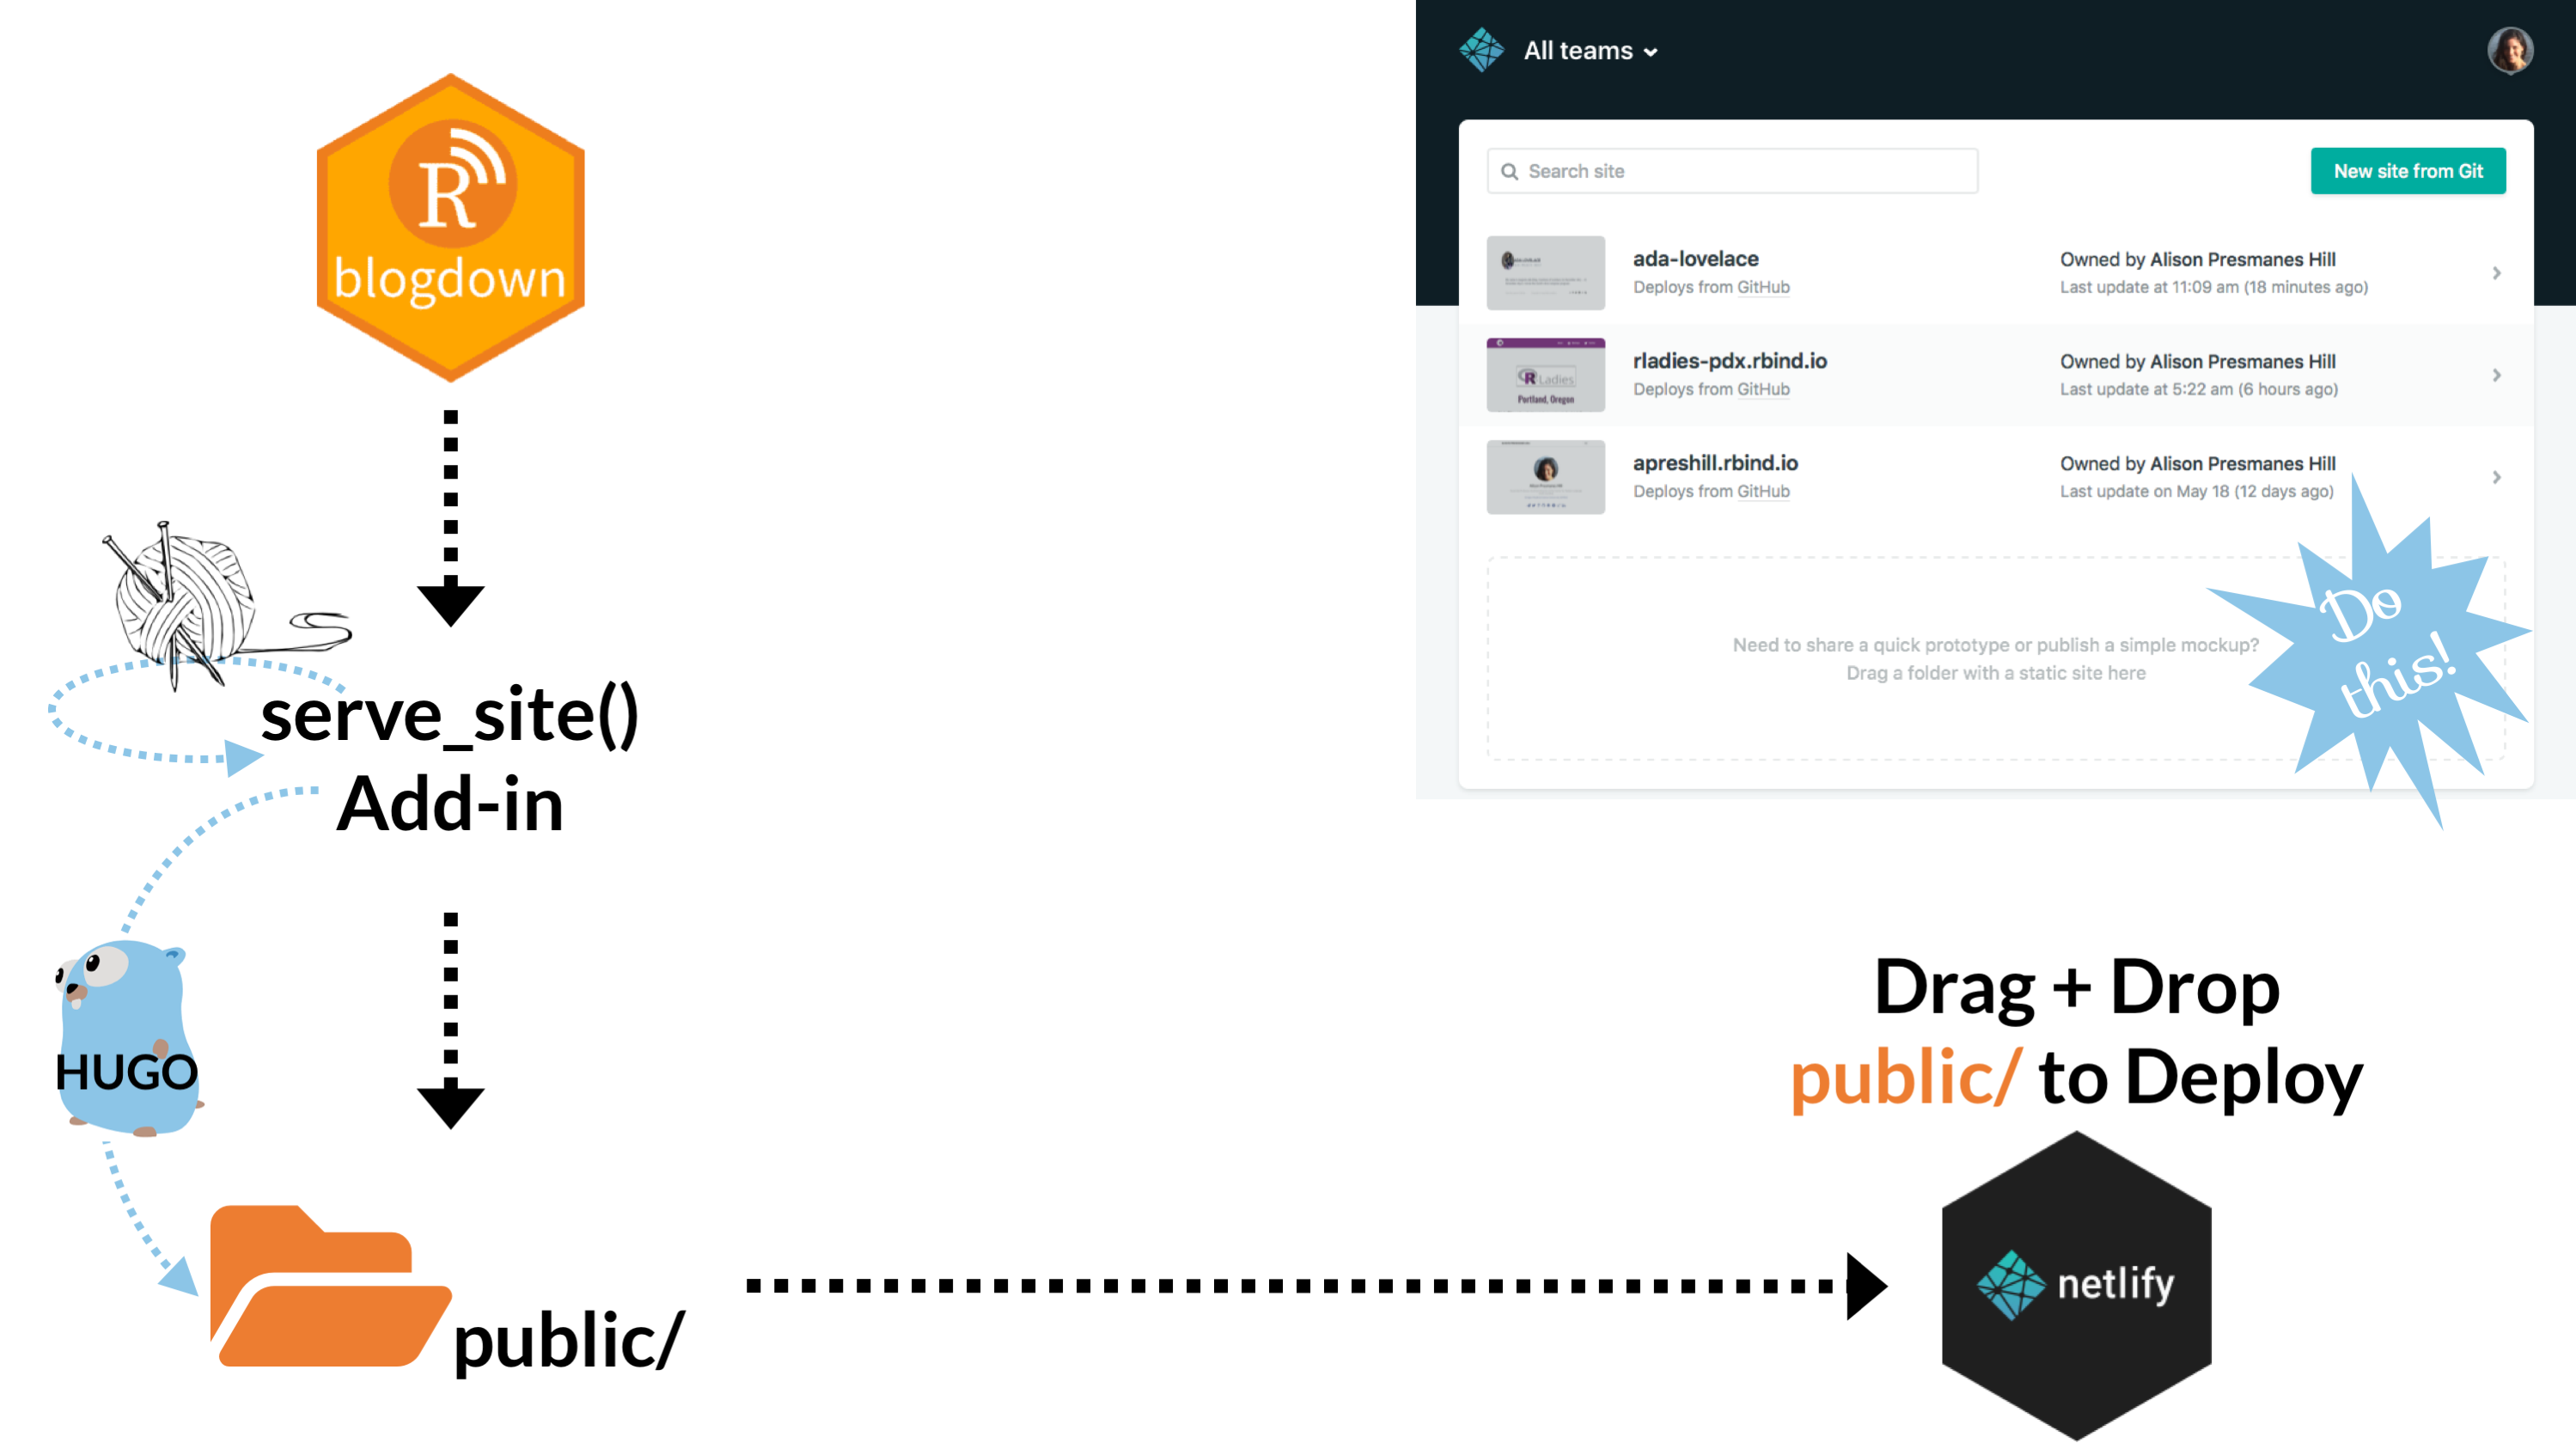 R
blogdown
serve_site()
Add-in
HUGO
public/
All teams
Search site
New site from Git
ada-lovelace
Deploys from GitHub
Owned by Alison Presmanes Hill
Last update at 11:09 am (18 minutes ago)
R Ladies
Portland, Oregon
rladies-pdx.rbind.io
Deploys from GitHub
Owned by Alison Presmanes Hill
Last update at 5:22 am (6 hours ago)
apreshill.rbind.io
Deploys from GitHub
Owned by Alison Presmanes Hill
Last update on May 18 (12 days ago)
Need to share a quick prototype or publish a simple mockup?
Drag a folder with a static site here
Do
this!
Drag + Drop
public/ to Deploy
netlify